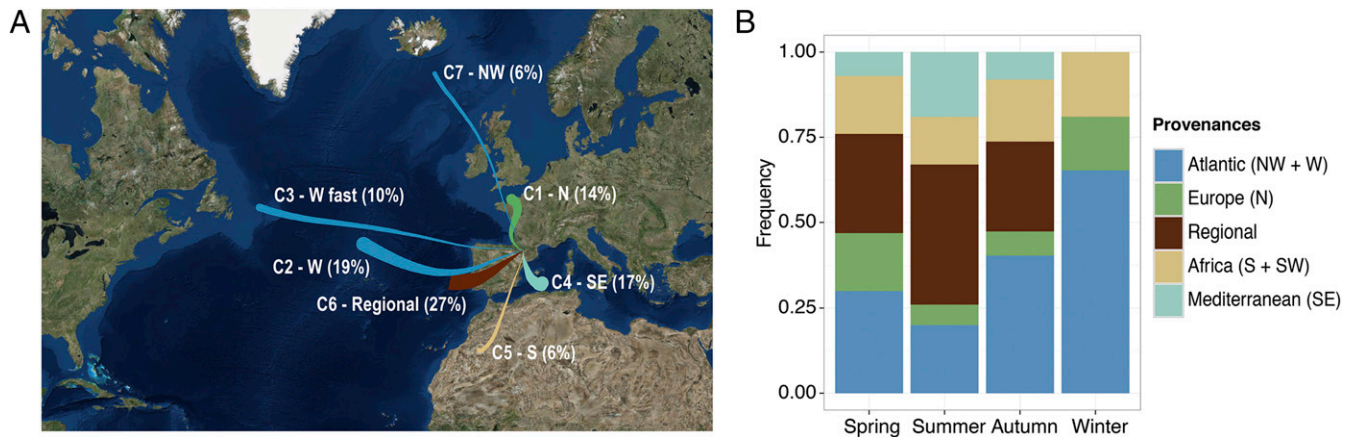 A
C7 - NW (6%)
C3 - W fast (10%)
C1 - N (14%)
C2 - W (19%)
C4 - SE (17%)
C6 - Regional (27%)
C5 - S (6%)
B
1.00
0.75
0.50
0.25
0.00
Frequency
Spring Summer Autumn Winter
Provenances
Atlantic (NW + W)
Europe (N)
Regional
Africa (S + SW)
Mediterranean (SE)